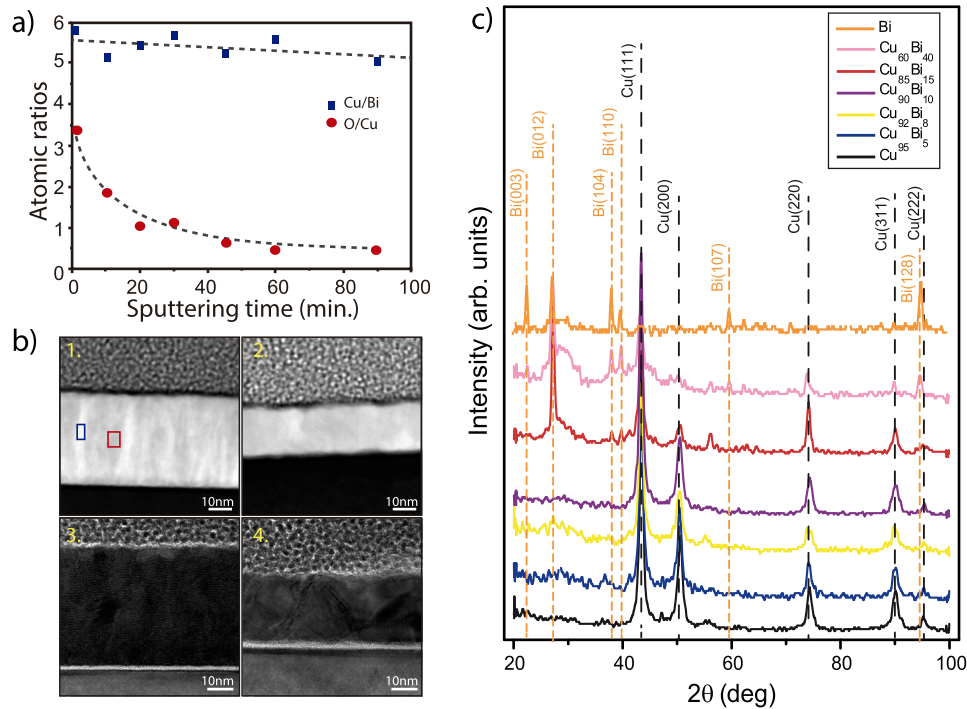 a)
Atomic ratios
6
5
4
3
2
1
0
0 20 40 60 80 100
Sputtering time (min.)
Cu/Bi
O/Cu
b)
1.
10nm
2.
10nm
3.
10nm
4.
10nm
c)
Intensity (arb. units)
Bi(003)
Bi(012)
Bi(104)
Bi(110)
Cu(111)
Cu(200)
Bi(107)
Cu(220)
Cu(311)
Bi(128)
Cu(222)
Bi
Cu60Bi40
Cu85Bi15
Cu90Bi10
Cu92Bi8
Cu95Bi5
Cu
20 40 60 80 100
2θ (deg)